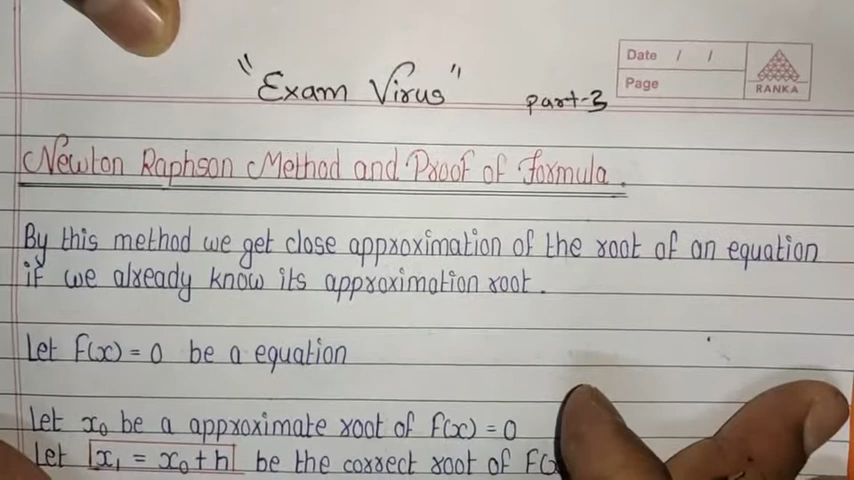 Date / /
Page
RANKA
"Exam Virus" part-3
Newton Raphson Method and Proof of Formula.
By this method we get close approximation of the root of an equation
if we already know its approximation root.
Let f(x) = 0 be a equation
Let x₀ be a approximate root of f(x) = 0
Let x₁ = x₀ + h be the correct root of